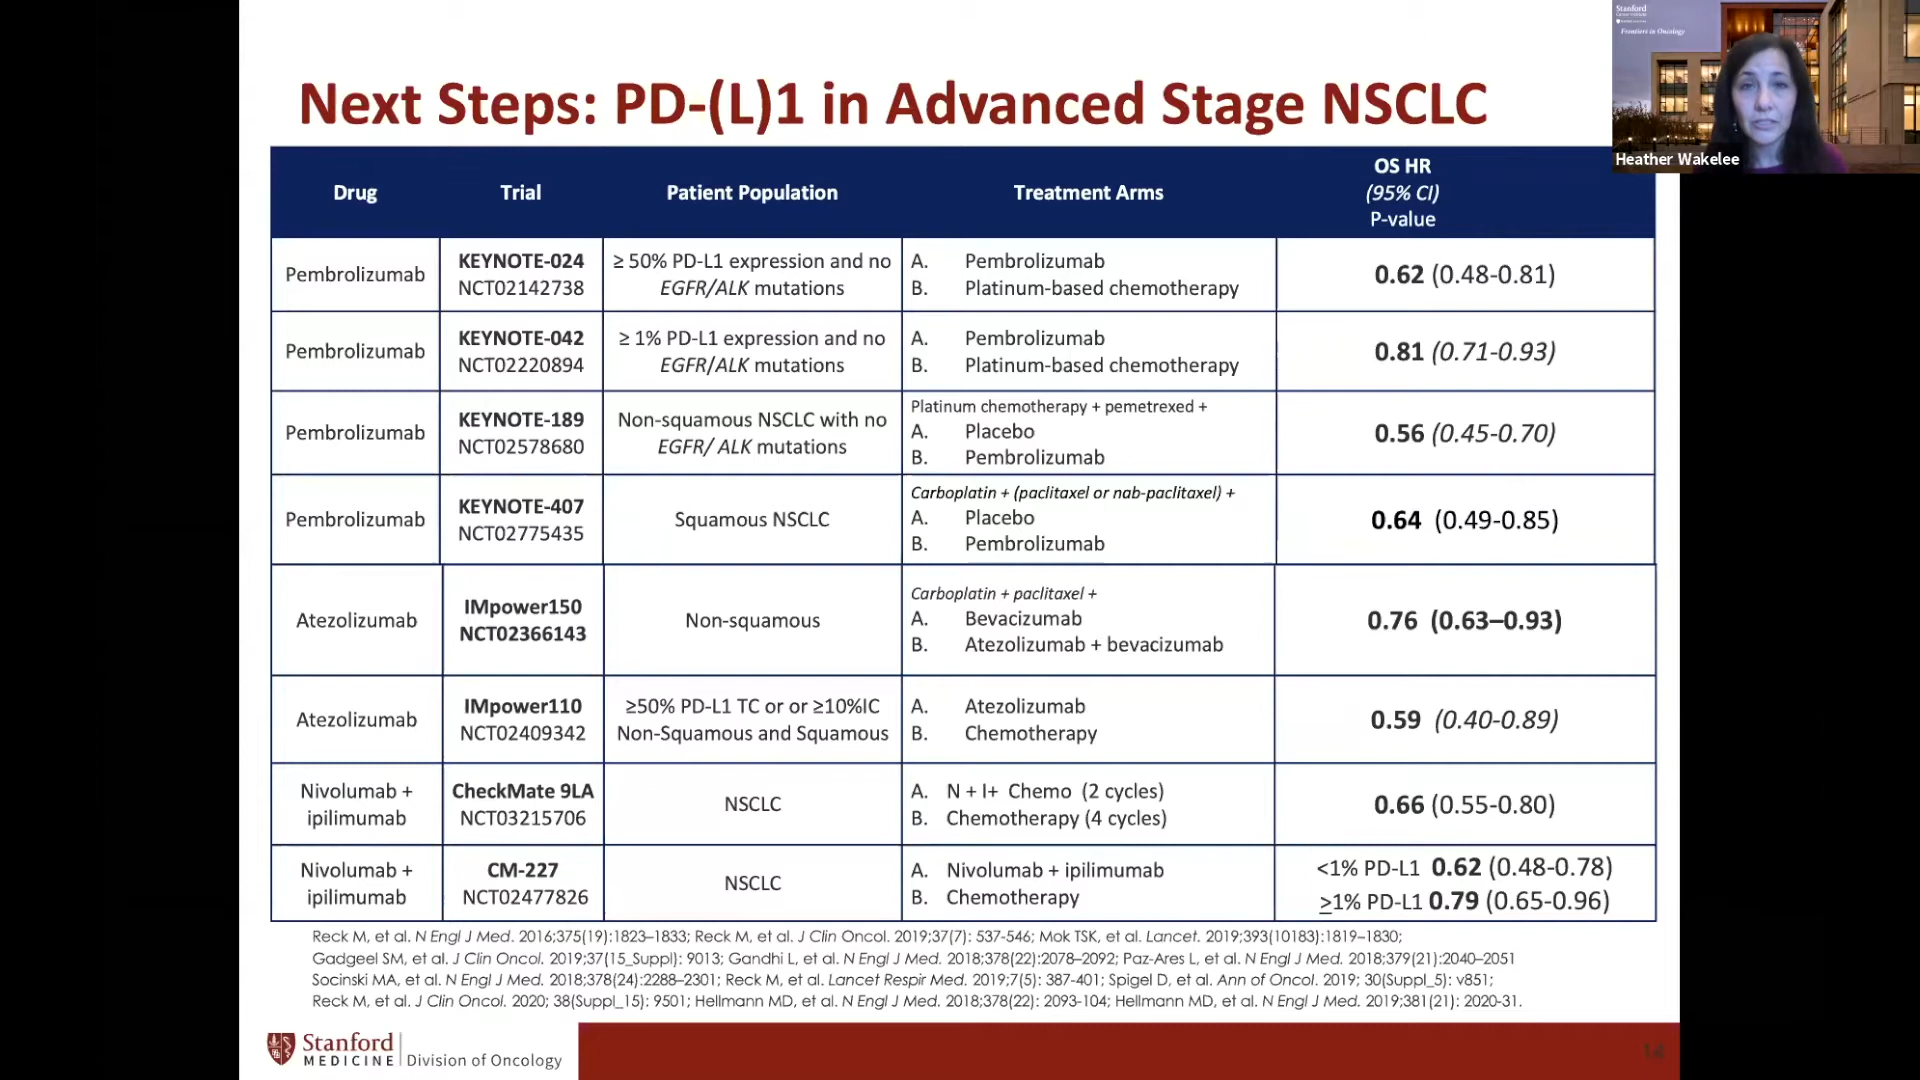 Stanford
Frontiers in Oncology
Heather Wakelee
Next Steps: PD-(L)1 in Advanced Stage NSCLC
Drug
Trial
Patient Population
Treatment Arms
OS HR
(95% CI)
P-value
Pembrolizumab
KEYNOTE-024
NCT02142738
≥ 50% PD-L1 expression and no
EGFR/ALK mutations
A. Pembrolizumab
B. Platinum-based chemotherapy
0.62 (0.48-0.81)
Pembrolizumab
KEYNOTE-042
NCT02220894
≥ 1% PD-L1 expression and no
EGFR/ALK mutations
A. Pembrolizumab
B. Platinum-based chemotherapy
0.81 (0.71-0.93)
Pembrolizumab
KEYNOTE-189
NCT02578680
Non-squamous NSCLC with no
EGFR/ ALK mutations
Platinum chemotherapy + pemetrexed +
A. Placebo
B. Pembrolizumab
0.56 (0.45-0.70)
Pembrolizumab
KEYNOTE-407
NCT02775435
Squamous NSCLC
Carboplatin + (paclitaxel or nab-paclitaxel) +
A. Placebo
B. Pembrolizumab
0.64 (0.49-0.85)
Atezolizumab
IMpower150
NCT02366143
Non-squamous
Carboplatin + paclitaxel +
A. Bevacizumab
B. Atezolizumab + bevacizumab
0.76 (0.63–0.93)
Atezolizumab
IMpower110
NCT02409342
≥50% PD-L1 TC or or ≥10%IC
Non-Squamous and Squamous
A. Atezolizumab
B. Chemotherapy
0.59 (0.40-0.89)
Nivolumab +
ipilimumab
CheckMate 9LA
NCT03215706
NSCLC
A. N + I+ Chemo (2 cycles)
B. Chemotherapy (4 cycles)
0.66 (0.55-0.80)
Nivolumab +
ipilimumab
CM-227
NCT02477826
NSCLC
A. Nivolumab + ipilimumab
B. Chemotherapy
<1% PD-L1 0.62 (0.48-0.78)
≥1% PD-L1 0.79 (0.65-0.96)
Reck M, et al. N Engl J Med. 2016;375(19):1823–1833; Reck M, et al. J Clin Oncol. 2019;37(7): 537-546; Mok TSK, et al. Lancet. 2019;393(10183):1819–1830;
Gadgeel SM, et al. J Clin Oncol. 2019;37(15_Suppl): 9013; Gandhi L, et al. N Engl J Med. 2018;378(22):2078–2092; Paz-Ares L, et al. N Engl J Med. 2018;379(21):2040–2051
Socinski MA, et al. N Engl J Med. 2018;378(24):2288–2301; Reck M, et al. Lancet Respir Med. 2019;7(5): 387-401; Spigel D, et al. Ann of Oncol. 2019; 30(Suppl_5): v851;
Reck M, et al. J Clin Oncol. 2020; 38(Suppl_15): 9501; Hellmann MD, et al. N Engl J Med. 2018;378(22): 2093-104; Hellmann MD, et al. N Engl J Med. 2019;381(21): 2020-31.
Stanford
MEDICINE
Division of Oncology
14